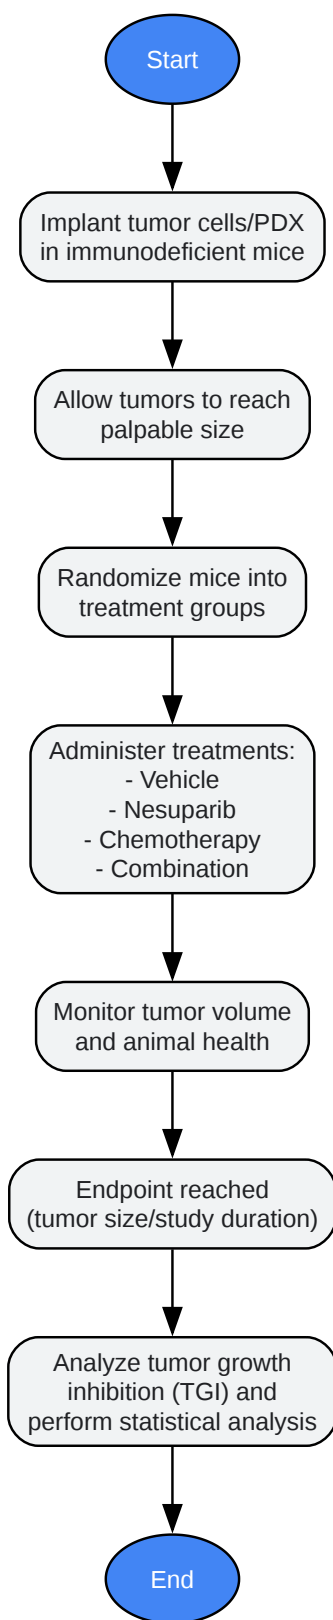 Start
Implant tumor cells/PDX
in immunodeficient mice
Allow tumors to reach
palpable size
Randomize mice into
treatment groups
Administer treatments:
- Vehicle
- Nesuparib
- Chemotherapy
- Combination
Monitor tumor volume
and animal health
Endpoint reached
(tumor size/study duration)
Analyze tumor growth
inhibition (TGI) and
perform statistical analysis
End